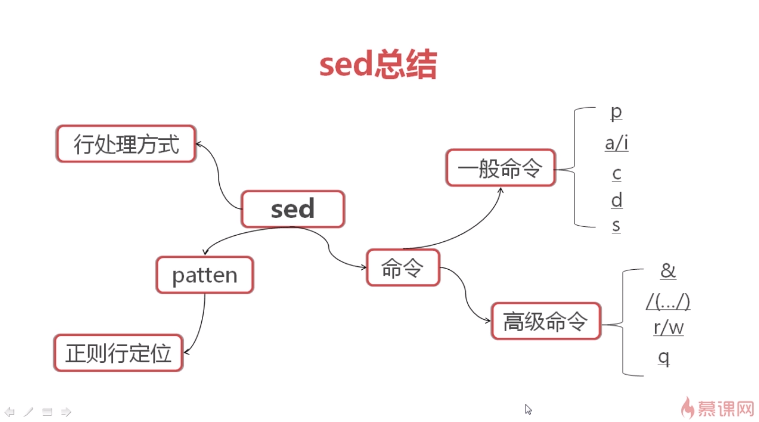 sed总结
行处理方式
sed
patten
正则行定位
命令
一般命令
p
a/i
c
d
s
高级命令
&
/(.../)
r/w
q
慕课网